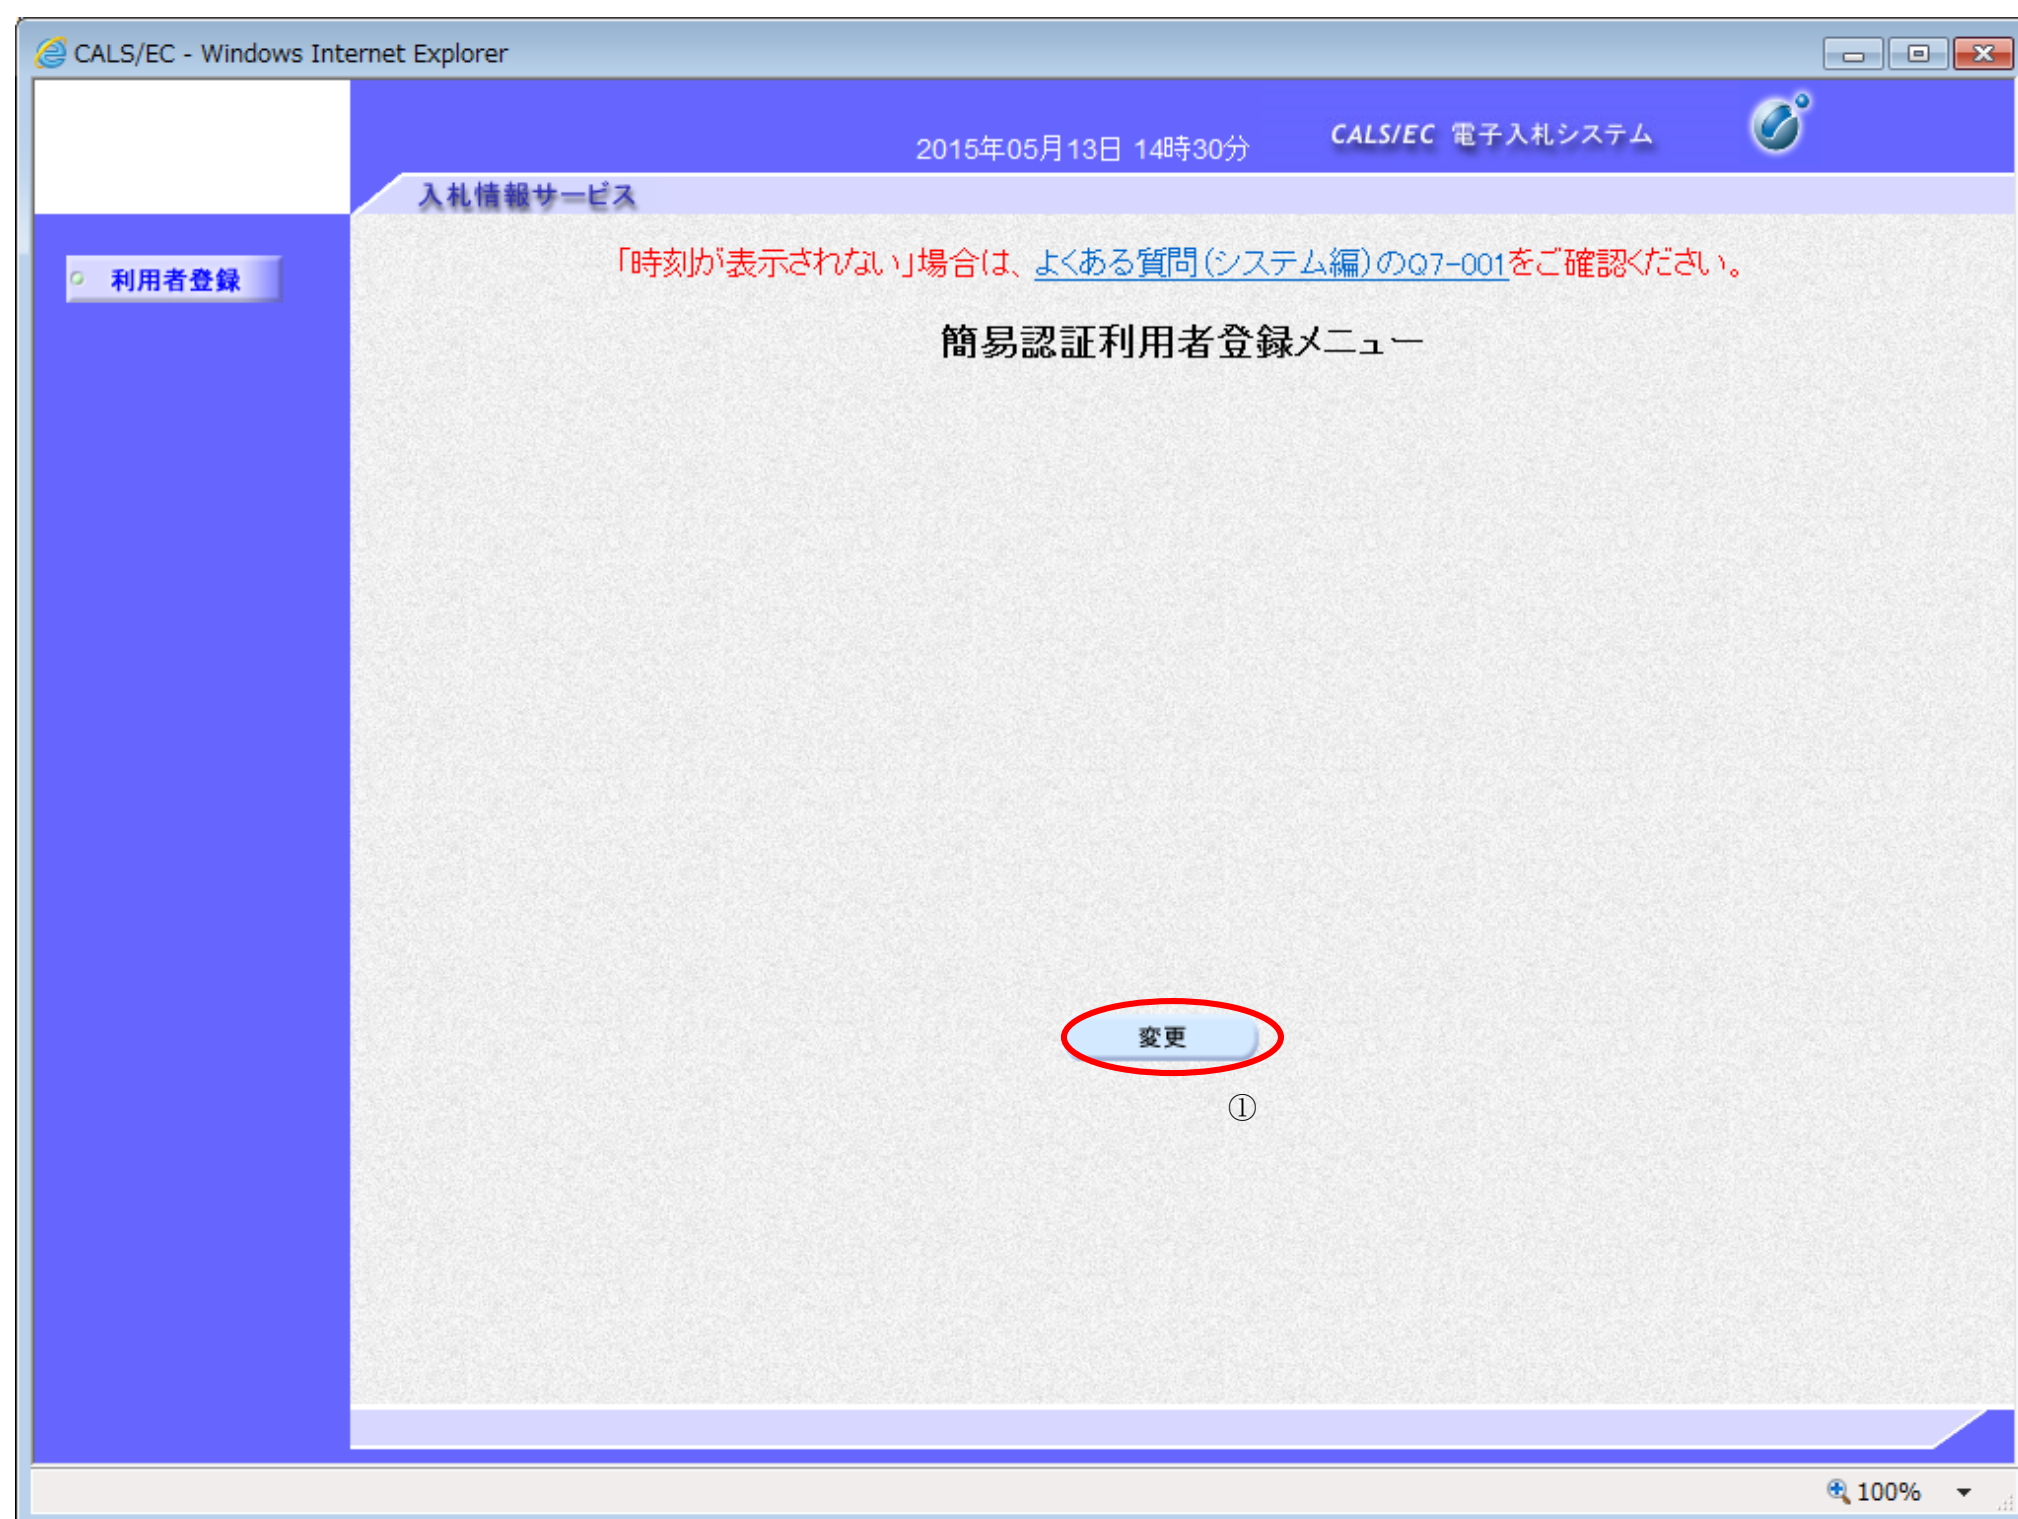 CALS/EC - Windows Internet Explorer
2015年05月13日 14時30分
CALS/EC 電子入札システム
入札情報サービス
利用者登録
「時刻が表示されない」場合は、よくある質問(システム編)のQ7-001をご確認ください。
簡易認証利用者登録メニュー
変更
①
100%